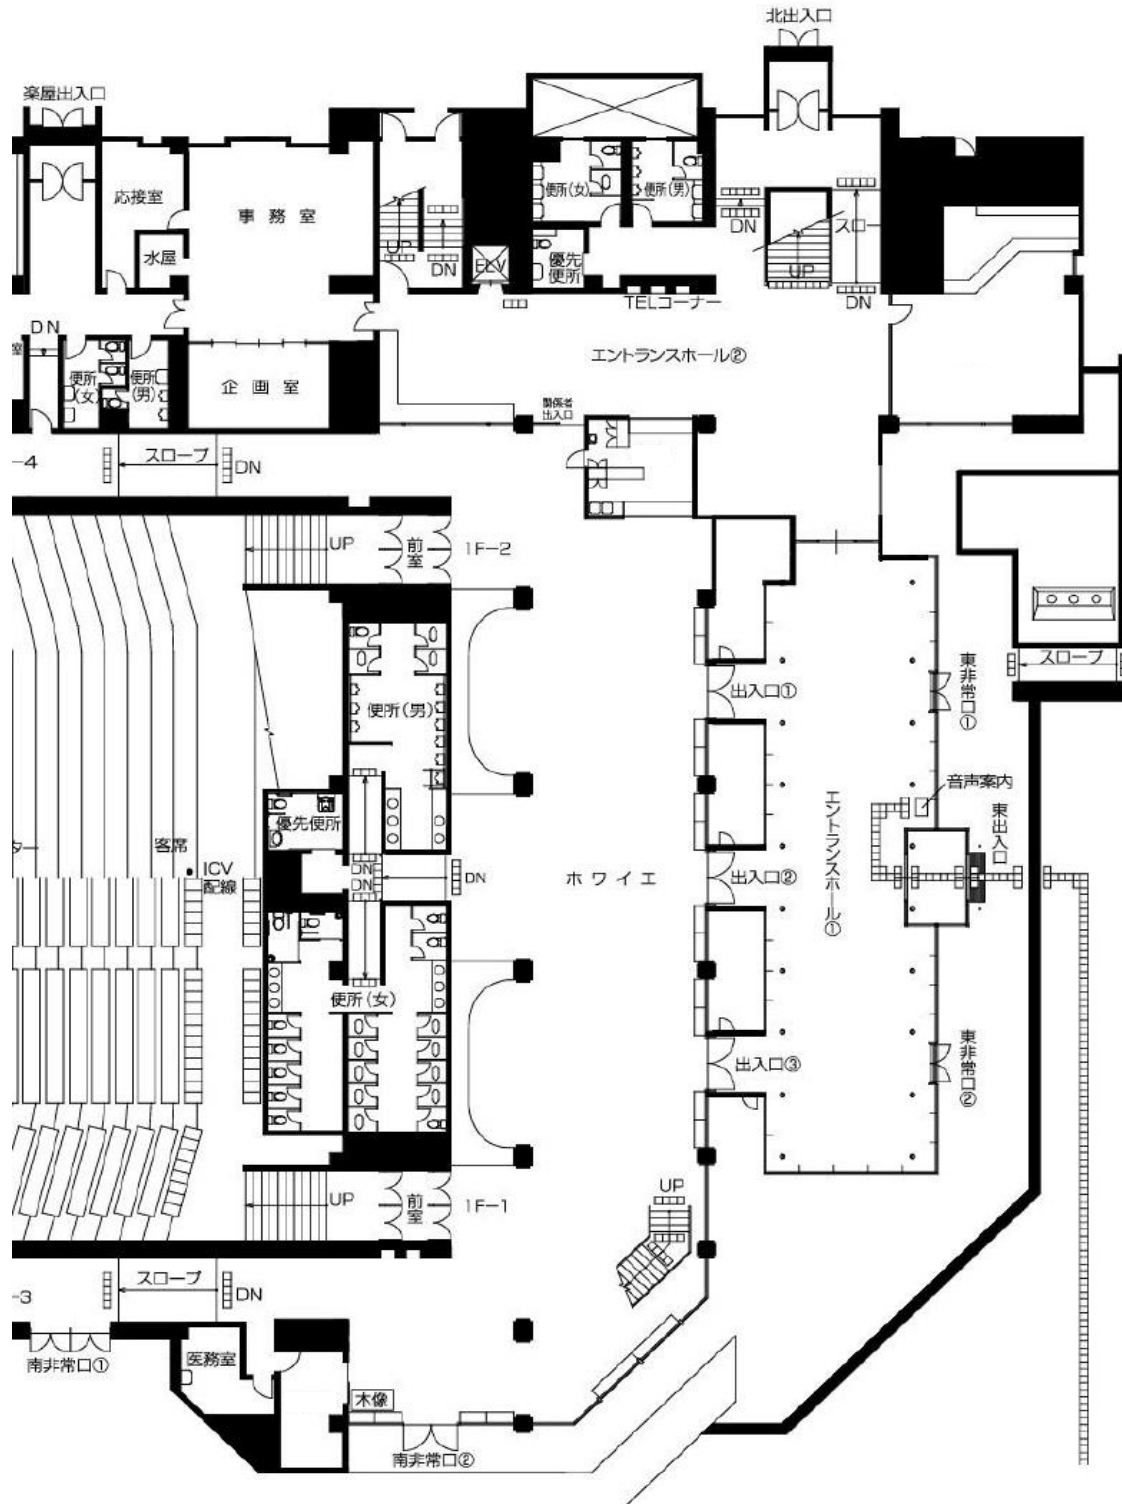 北出入口
楽屋出入口
応接室
事務室
水屋
便所(女)
便所(男)
優先
便所
UP
DN
ELV
DN
UP
スロー
DN
TELコーナー
DN
室
便所
(女)
便所
(男)
企画室
エントランスホール②
関係者
出入口
-4
スロープ
DN
UP
前室
1F-2
便所(男)
出入口①
東非常口①
スロープ
優先便所
音声案内
東出入口
ター
客席
ICV
配線
DN
DN
DN
ホワイエ
出入口②
エントランスホール①
便所(女)
出入口③
東非常口②
UP
前室
1F-1
UP
-3
スロープ
DN
南非常口①
医務室
木像
南非常口②